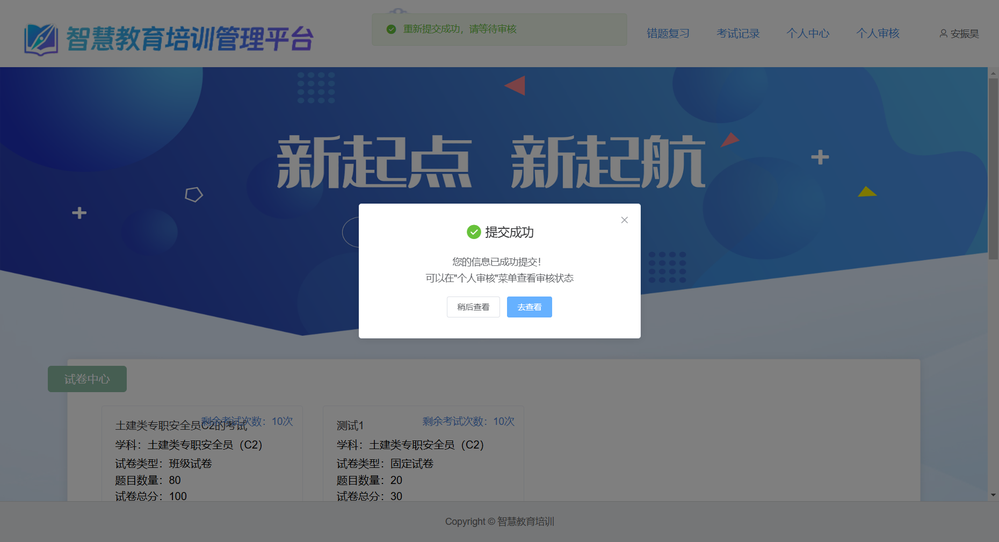 智慧教育培训管理平台
重新提交成功，请等待审核
错题复习
考试记录
个人中心
个人审核
安振昊
新起点 新起航
提交成功
您的信息已成功提交！
可以在"个人审核"菜单查看审核状态
稍后查看
去查看
试卷中心
剩余考试次数：10次
土建类专职安全员C2的考试
学科：土建类专职安全员（C2）
试卷类型：班级试卷
题目数量：80
试卷总分：100
剩余考试次数：10次
测试1
学科：土建类专职安全员（C2）
试卷类型：固定试卷
题目数量：20
试卷总分：30
Copyright © 智慧教育培训